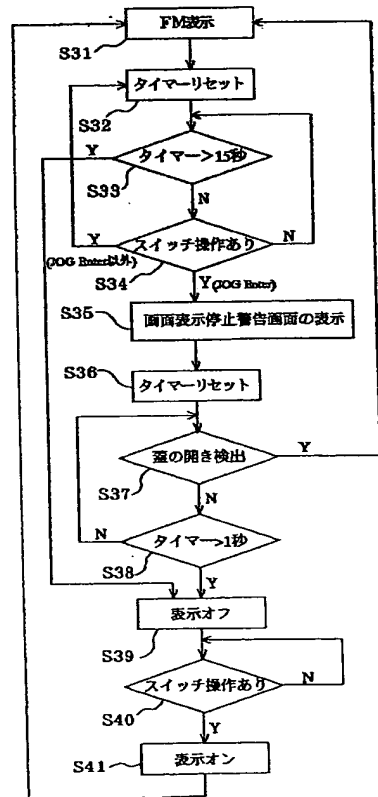 FM表示
S31
タイマーリセット
S32
Y
タイマー>15秒
S33
N
Y
スイッチ操作あり
N
(JOG Enter以外)
S34
Y(JOG Enter)
S35
画面表示停止警告画面の表示
S36
タイマーリセット
蓋の開き検出
Y
S37
N
N
タイマー>1秒
S38
Y
表示オフ
S39
スイッチ操作あり
N
S40
Y
表示オン
S41